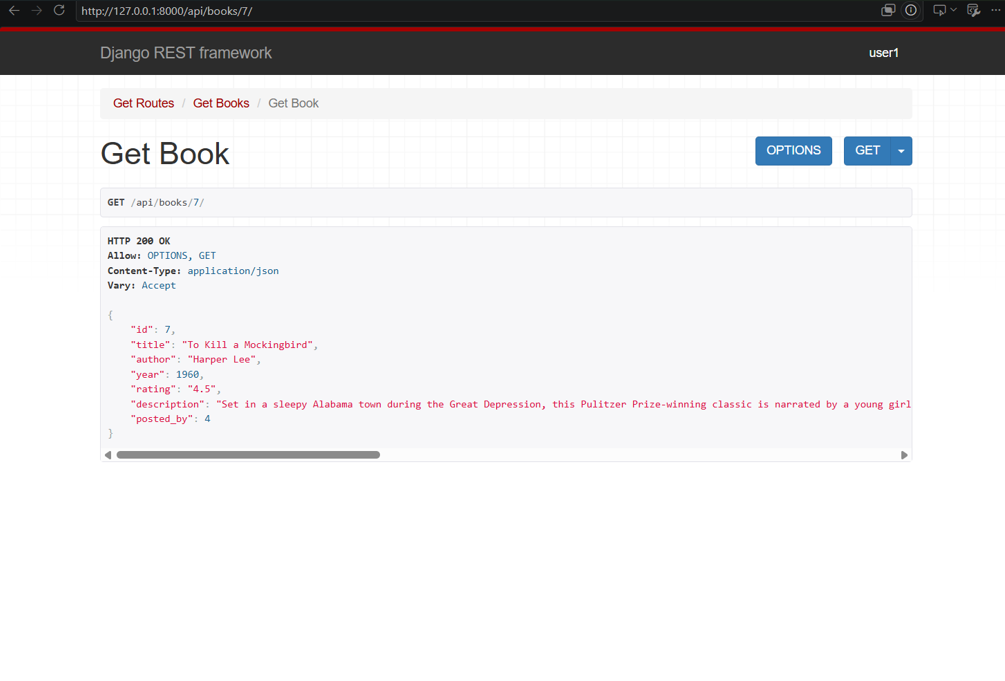 http://127.0.0.1:8000/api/books/7/
Django REST framework
user1
Get Routes / Get Books / Get Book
Get Book
OPTIONS
GET
GET /api/books/7/
HTTP 200 OK
Allow: OPTIONS, GET
Content-Type: application/json
Vary: Accept
{
    "id": 7,
    "title": "To Kill a Mockingbird",
    "author": "Harper Lee",
    "year": 1960,
    "rating": "4.5",
    "description": "Set in a sleepy Alabama town during the Great Depression, this Pulitzer Prize-winning classic is narrated by a young girl
    "posted_by": 4
}